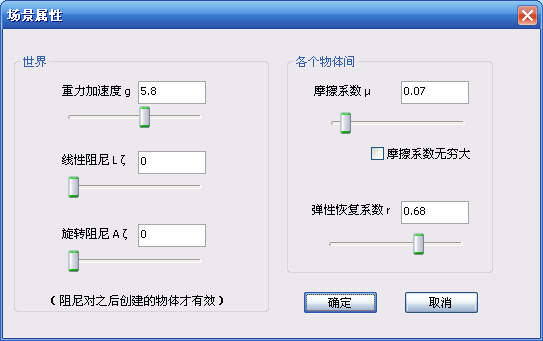 场景属性
世界
重力加速度 g 5.8
线性阻尼 L ζ 0
旋转阻尼 A ζ 0
（阻尼对之后创建的物体才有效）
各个物体间
摩擦系数 μ 0.07
摩擦系数无穷大
弹性恢复系数 r 0.68
确定
取消